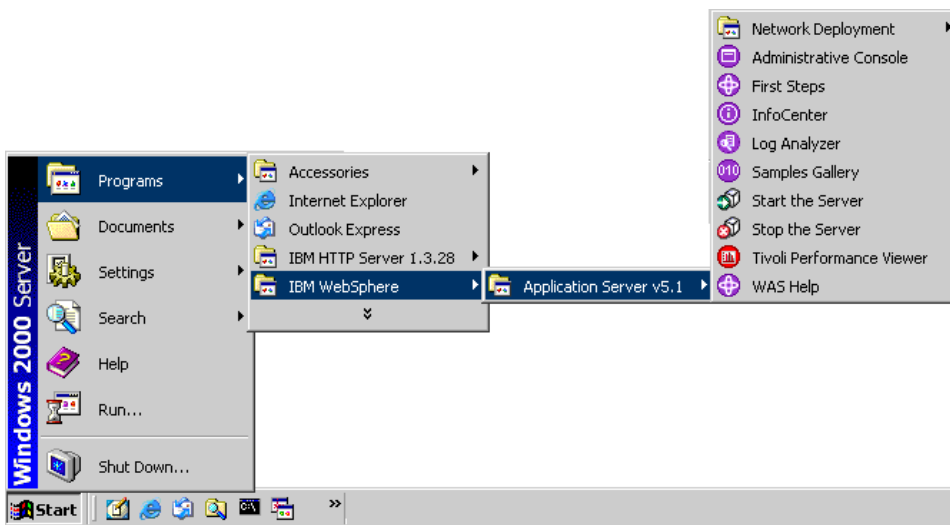 Network Deployment
Administrative Console
First Steps
InfoCenter
Log Analyzer
010 Samples Gallery
Start the Server
Stop the Server
Tivoli Performance Viewer
WAS Help
Accessories
Internet Explorer
Outlook Express
IBM HTTP Server 1.3.28
IBM WebSphere
Application Server v5.1
Windows 2000 Server
Programs
Documents
Settings
Search
Help
Run...
Shut Down...
Start